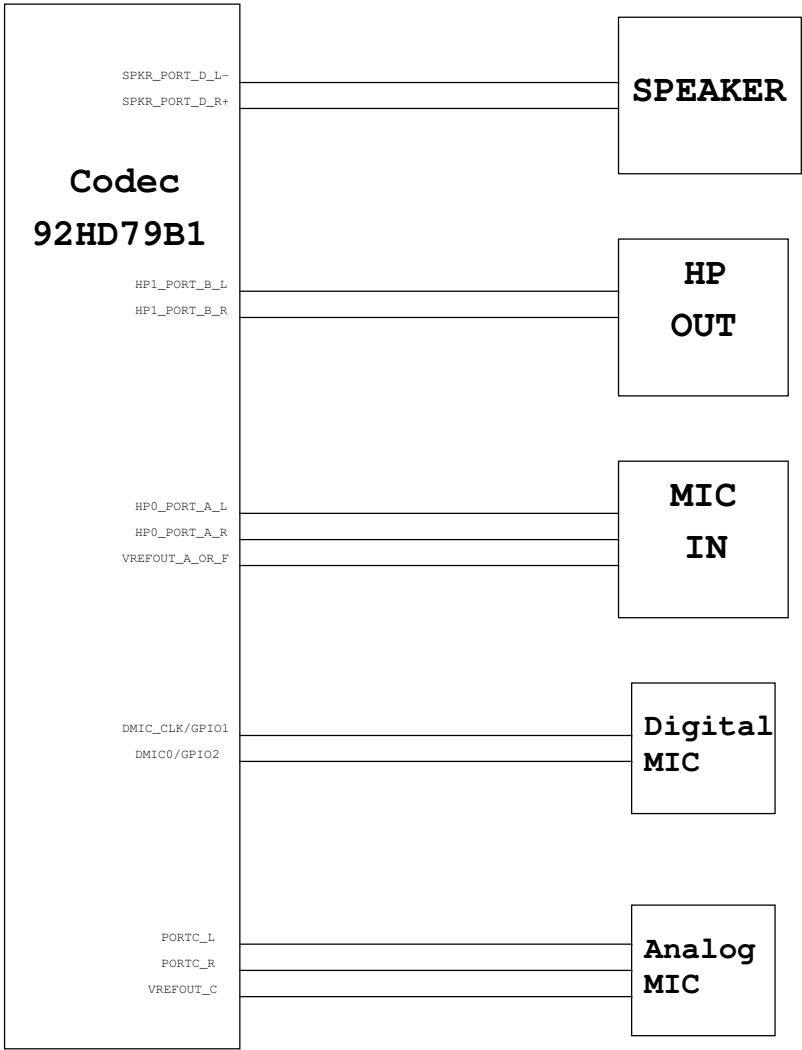 SPKR_PORT_D_L-
SPKR_PORT_D_R+
SPEAKER
Codec
92HD79B1
HP1_PORT_B_L
HP1_PORT_B_R
HP
OUT
HP0_PORT_A_L
HP0_PORT_A_R
VREFOUT_A_OR_F
MIC
IN
DMIC_CLK/GPIO1
DMIC0/GPIO2
Digital
MIC
PORTC_L
PORTC_R
VREFOUT_C
Analog
MIC